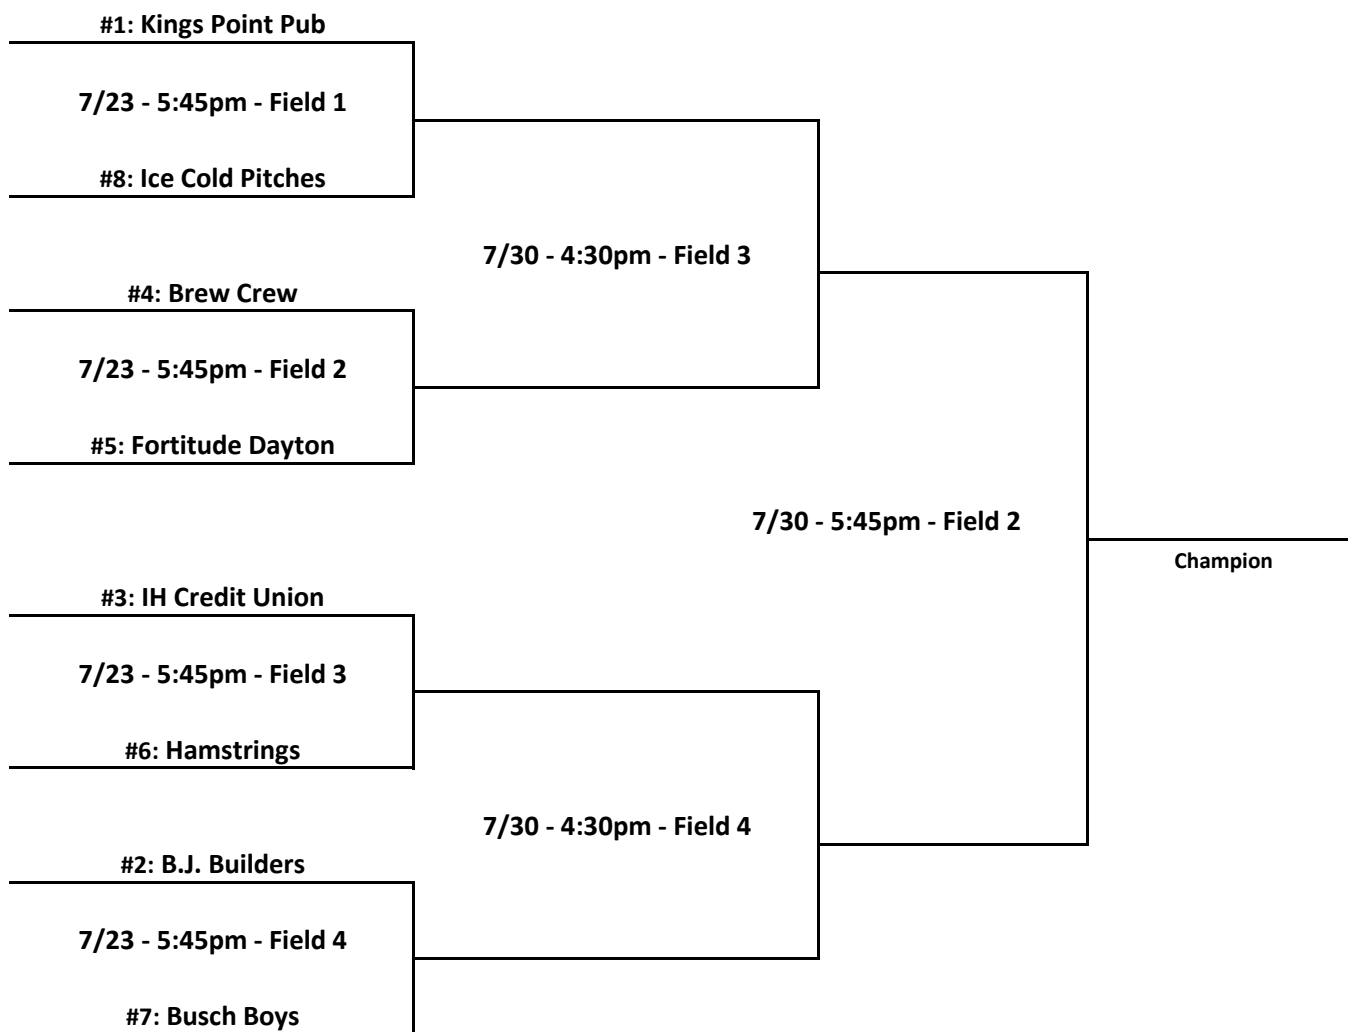 #1: Kings Point Pub
7/23 - 5:45pm - Field 1
#8: Ice Cold Pitches
7/30 - 4:30pm - Field 3
#4: Brew Crew
7/23 - 5:45pm - Field 2
#5: Fortitude Dayton
7/30 - 5:45pm - Field 2
Champion
#3: IH Credit Union
7/23 - 5:45pm - Field 3
#6: Hamstrings
7/30 - 4:30pm - Field 4
#2: B.J. Builders
7/23 - 5:45pm - Field 4
#7: Busch Boys